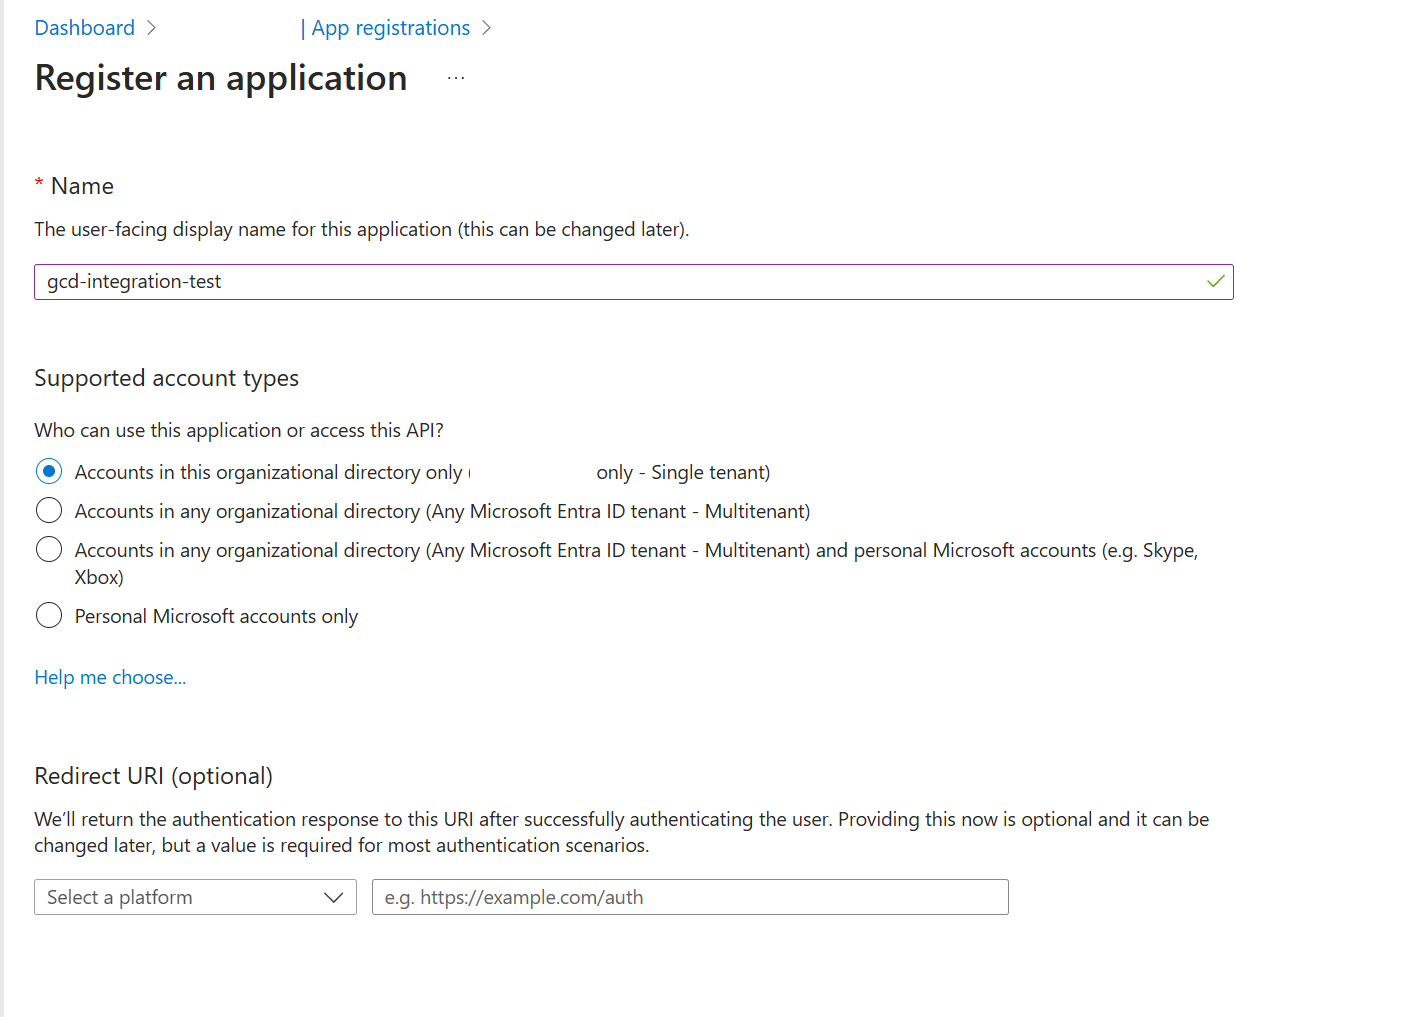 Dashboard > | App registrations >
Register an application ...
* Name
The user-facing display name for this application (this can be changed later).
gcd-integration-test
Supported account types
Who can use this application or access this API?
Accounts in this organizational directory only ( only - Single tenant)
Accounts in any organizational directory (Any Microsoft Entra ID tenant - Multitenant)
Accounts in any organizational directory (Any Microsoft Entra ID tenant - Multitenant) and personal Microsoft accounts (e.g. Skype,
Xbox)
Personal Microsoft accounts only
Help me choose...
Redirect URI (optional)
We’ll return the authentication response to this URI after successfully authenticating the user. Providing this now is optional and it can be
changed later, but a value is required for most authentication scenarios.
Select a platform e.g. https://example.com/auth